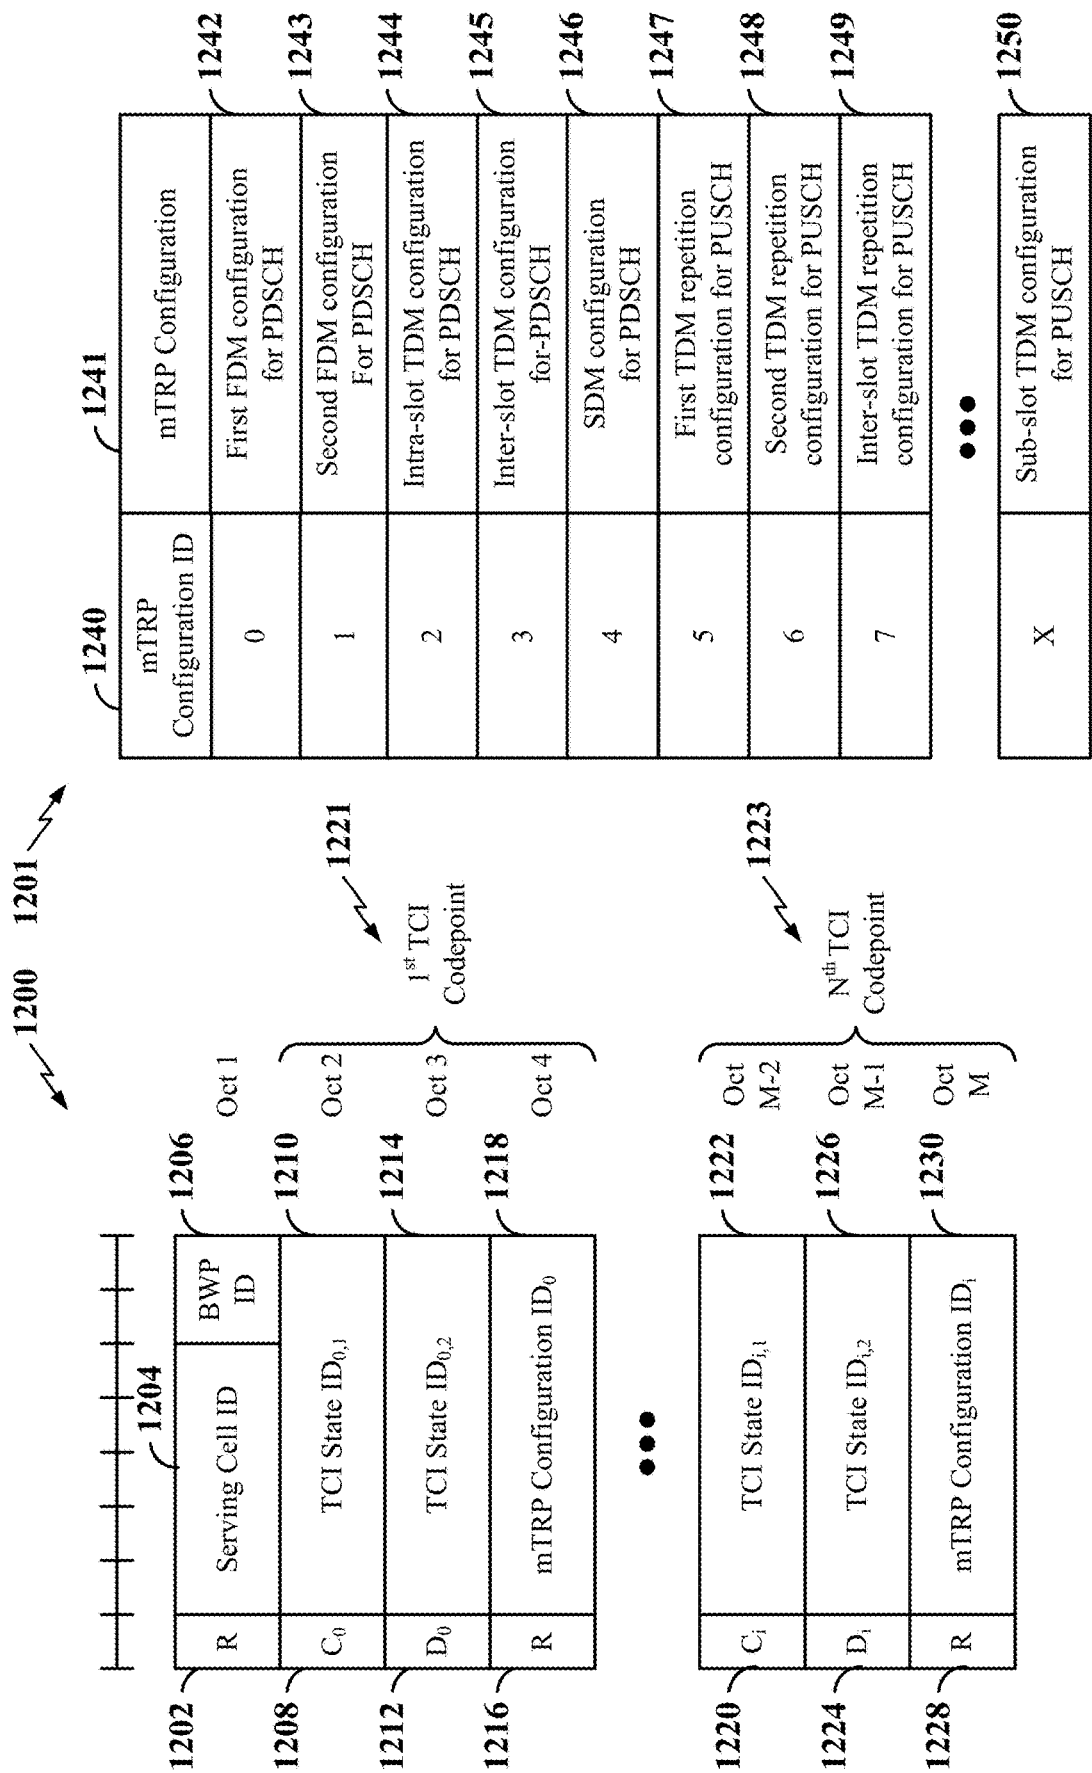 1200
1201
1204
1202
R
Serving Cell ID
BWP
ID
1206
Oct 1
1208
C0
TCI State ID0,1
1210
Oct 2
1212
D0
TCI State ID0,2
1214
Oct 3
1216
R
mTRP Configuration ID0
1218
Oct 4
1st TCI
Codepoint
1221
1220
Ci
TCI State IDi,1
1222
Oct
M-2
1224
Di
TCI State IDi,2
1226
Oct
M-1
1228
R
mTRP Configuration IDi
1230
Oct
M
Nth TCI
Codepoint
1223
1240
1241
mTRP
Configuration ID
mTRP Configuration
0
First FDM configuration
for PDSCH
1242
1
Second FDM configuration
For PDSCH
1243
2
Intra-slot TDM configuration
for PDSCH
1244
3
Inter-slot TDM configuration
for-PDSCH
1245
4
SDM configuration
for PDSCH
1246
5
First TDM repetition
configuration for PUSCH
1247
6
Second TDM repetition
configuration for PUSCH
1248
7
Inter-slot TDM repetition
configuration for PUSCH
1249
X
Sub-slot TDM configuration
for PUSCH
1250